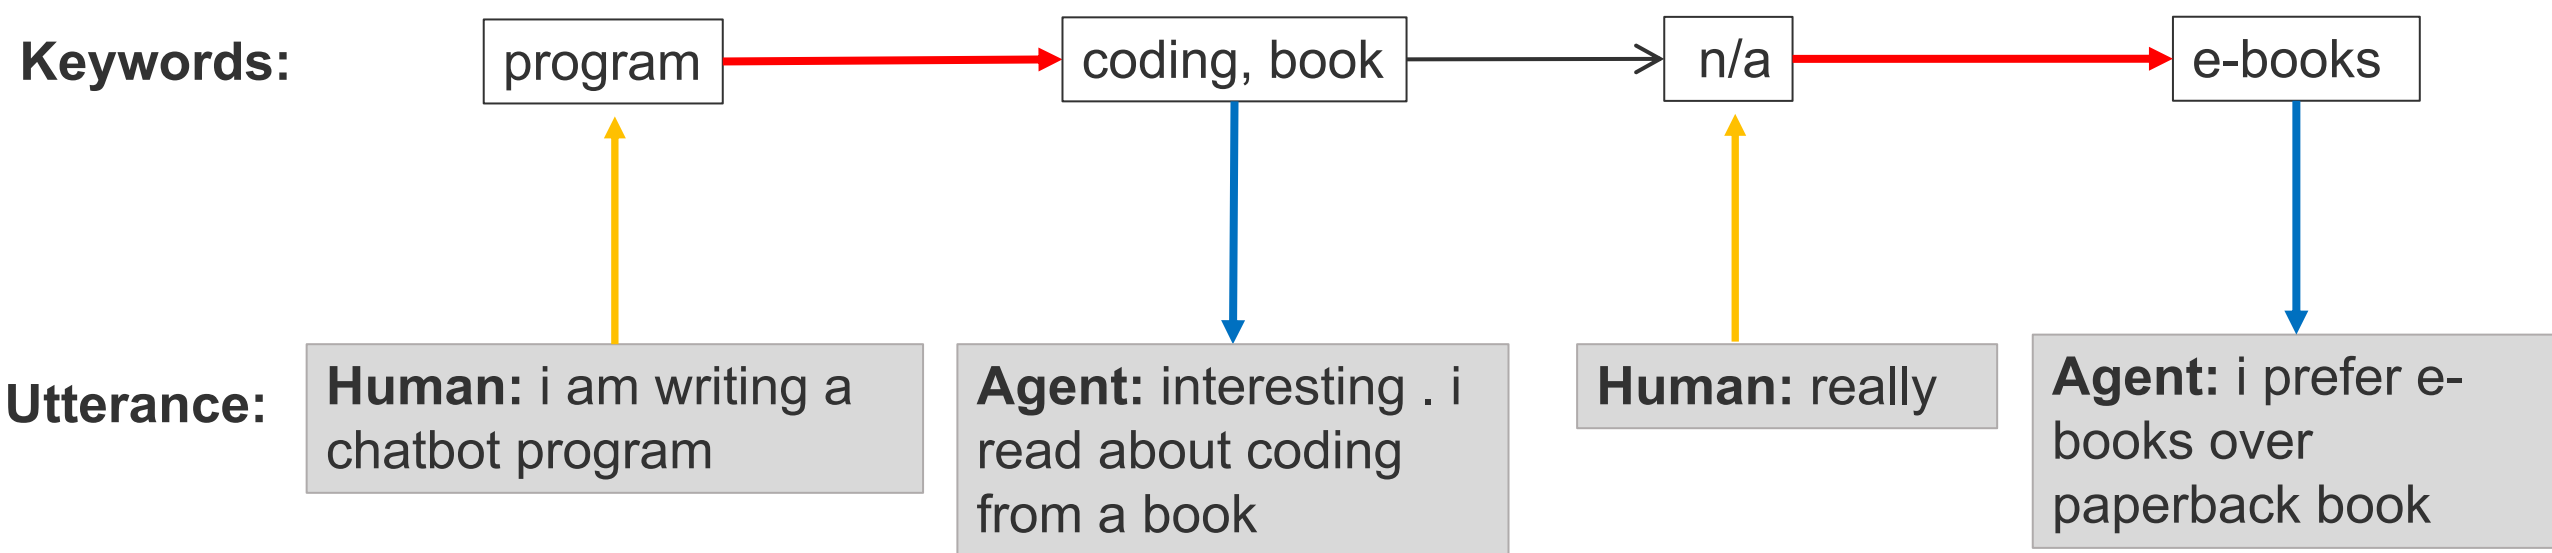 Keywords: program coding, book n/a e-books
Utterance:
Human: i am writing a
chatbot program
Agent: interesting . i
read about coding
from a book
Human: really
Agent: i prefer e-
books over
paperback book